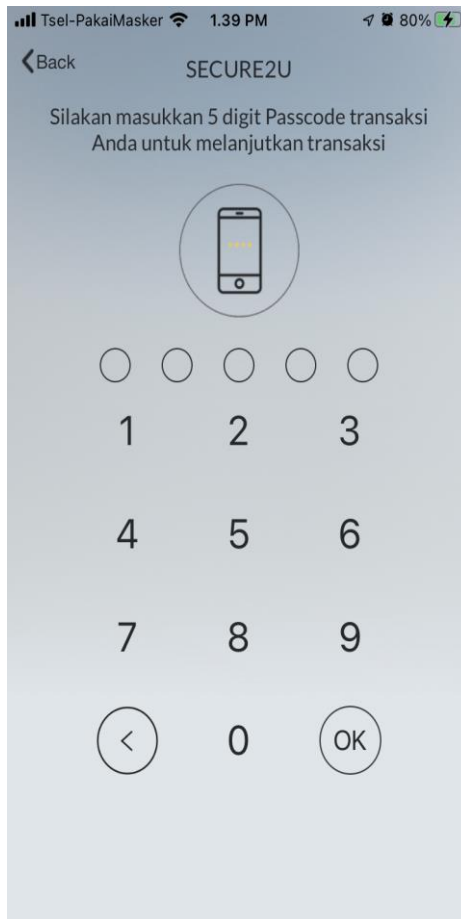 Tsel-PakaiMasker 1.39 PM 80%
Back
SECURE2U
Silakan masukkan 5 digit Passcode transaksi
Anda untuk melanjutkan transaksi
1 2 3
4 5 6
7 8 9
< 0 OK